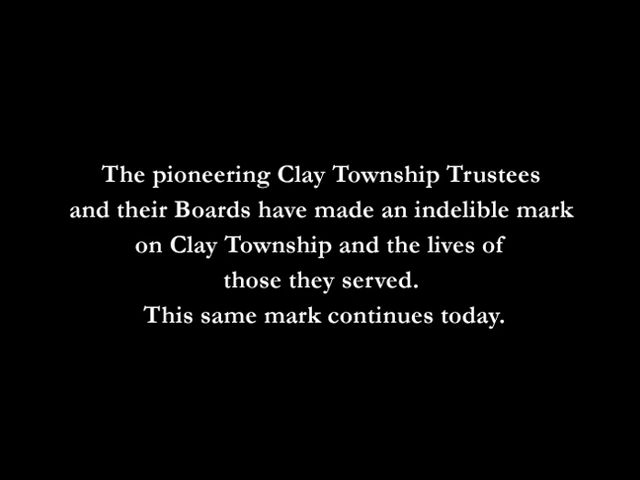 The pioneering Clay Township Trustees
and their Boards have made an indelible mark
on Clay Township and the lives of
those they served.
This same mark continues today.